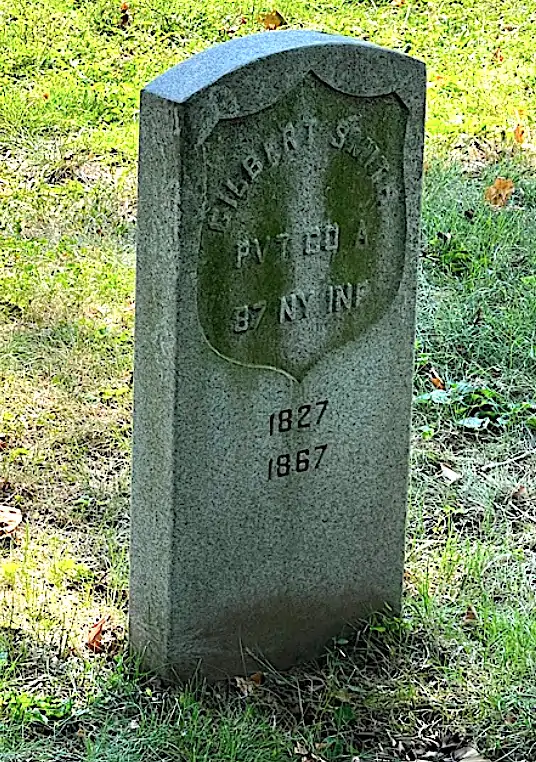 GILBERT SMITH
PVT CO A
87 NY INF
1827
1867